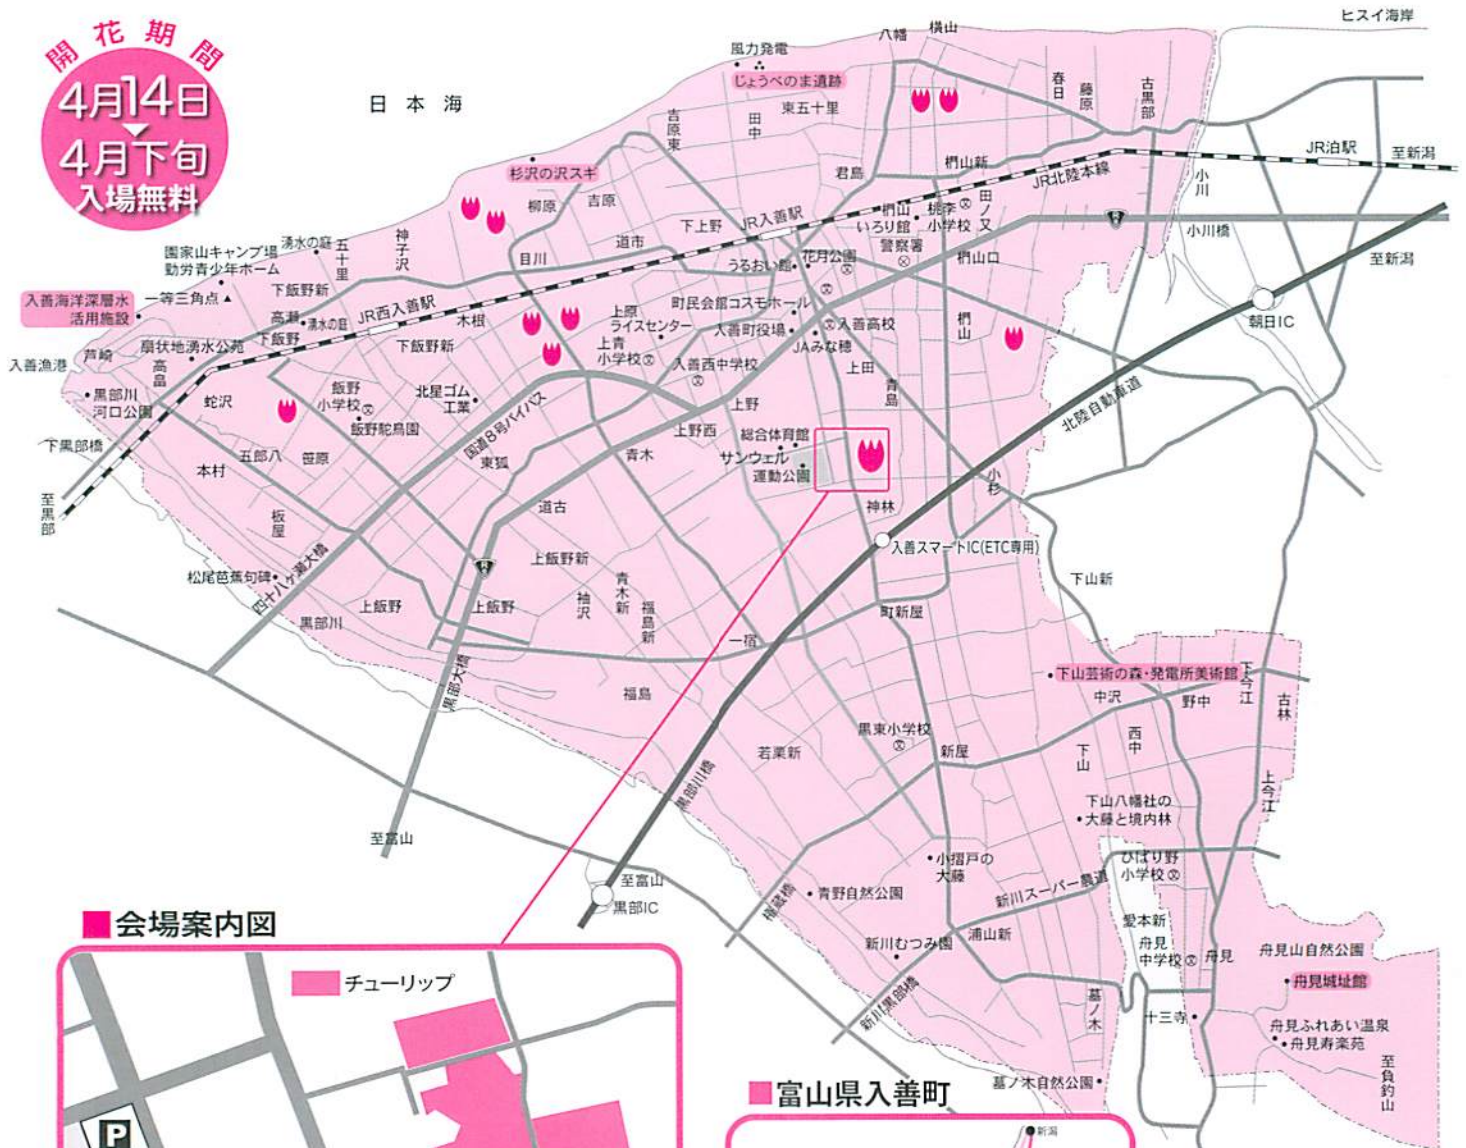 開花期間
4月14日
4月下旬
入場無料
日本海
ヒスイ海岸
八幡
横山
風力発電
じょうべのま遺跡
東五十里
田中
吉原東
春日
藤原
古黒部
君島
椚山新
JR北陸本線
JR泊駅
至新潟
小川
小川橋
至新潟
朝日IC
北陸自動車道
杉沢の沢スギ
柳原
吉原
下上野
JR入善駅
道市
目川
椚山
いろり館
桃李
小学校
田ノ又
警察署
椚山口
うるおい館
花月公園
町民会館コスモホール
入善町役場
入善高校
JAみな穂
椚山
上田
青島
湧水の庭
五十里
神子沢
園家山キャンプ場
勤労青少年ホーム
下飯野新
一等三角点
入善海洋深層水
活用施設
高瀬
湧水の庭
JR西入善駅
木根
上原
ライスセンター
上青
小学校
入善西中学校
下飯野
下飯野新
扇状地湧水公苑
芦崎
入善漁港
高畠
黒部川
河口公園
蛇沢
飯野
小学校
飯野駝鳥園
北星ゴム
工業
国道8号バイパス
上野
上野西
総合体育館
サンウェル
運動公園
下黒部橋
本村
五郎八
笹原
東狐
青木
小杉
神林
至黒部
板屋
道古
入善スマートIC(ETC専用)
上飯野新
松尾芭蕉句碑
四十八ヶ瀬大橋
上飯野
上飯野
袖沢
青木新
福島新
下山新
町新屋
黒部川
一宿
黒部大橋
福島
下山芸術の森・発電所美術館
中沢
野中
下今江
古林
黒東小学校
新屋
西中
下山
若栗新
上今江
黒部川橋
下山八幡社の
大藤と境内林
至富山
ひばり野
小学校
小摺戸の
大藤
至富山
黒部IC
青野自然公園
権蔵橋
新川スーパー農道
愛本新
浦山新
新川むつみ園
舟見
中学校
舟見
舟見山自然公園
舟見城址館
新川黒部橋
墓ノ木
十三寺
舟見ふれあい温泉
舟見寿楽苑
至負釣山
墓ノ木自然公園
会場案内図
チューリップ
P
富山県入善町
新潟